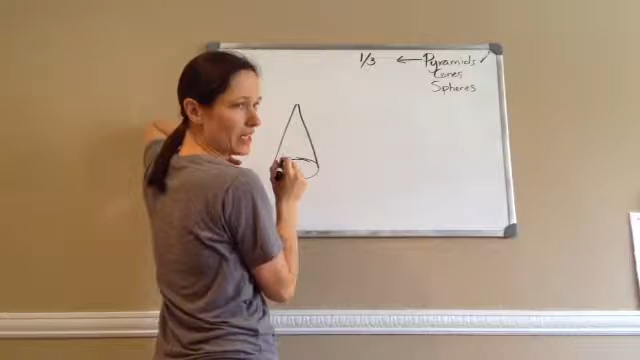 1/3 ← Pyramids
Cones
Spheres